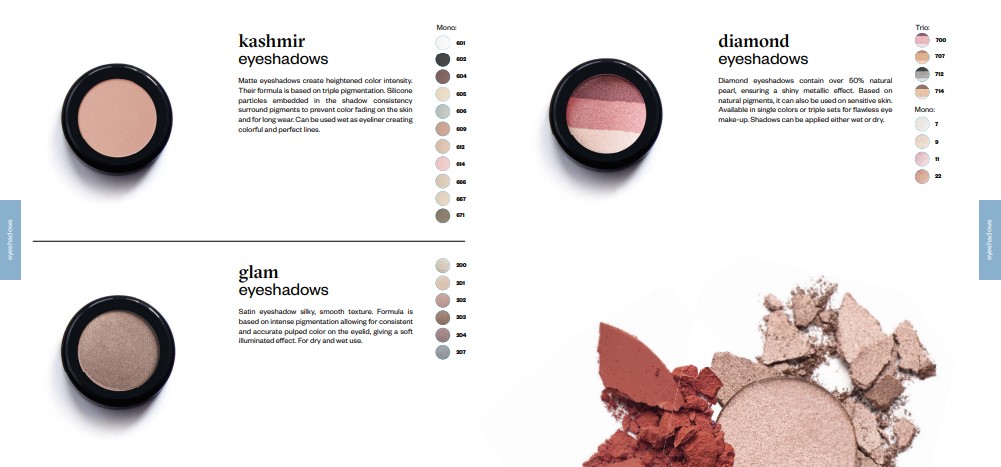 kashmir
eyeshadows
Matte eyeshadows create heightened color intensity.
Their formula is based on triple pigmentation. Silicone
particles embedded in the shadow consistency
surround pigments to prevent color fading on the skin
and for long wear. Can be used wet as eyeliner creating
colorful and perfect lines.
Mono:
601
602
604
605
606
609
612
614
666
667
671
eyeshadows
glam
eyeshadows
Satin eyeshadow silky, smooth texture. Formula is
based on intense pigmentation allowing for consistent
and accurate pulped color on the eyelid, giving a soft
illuminated effect. For dry and wet use.
200
201
202
203
204
207
diamond
eyeshadows
Diamond eyeshadows contain over 50% natural
pearl, ensuring a shiny metallic effect. Based on
natural pigments, it can also be used on sensitive skin.
Available in single colors or triple sets for flawless eye
make-up. Shadows can be applied either wet or dry.
Trio:
700
707
712
714
Mono:
7
9
11
22
eyeshadows